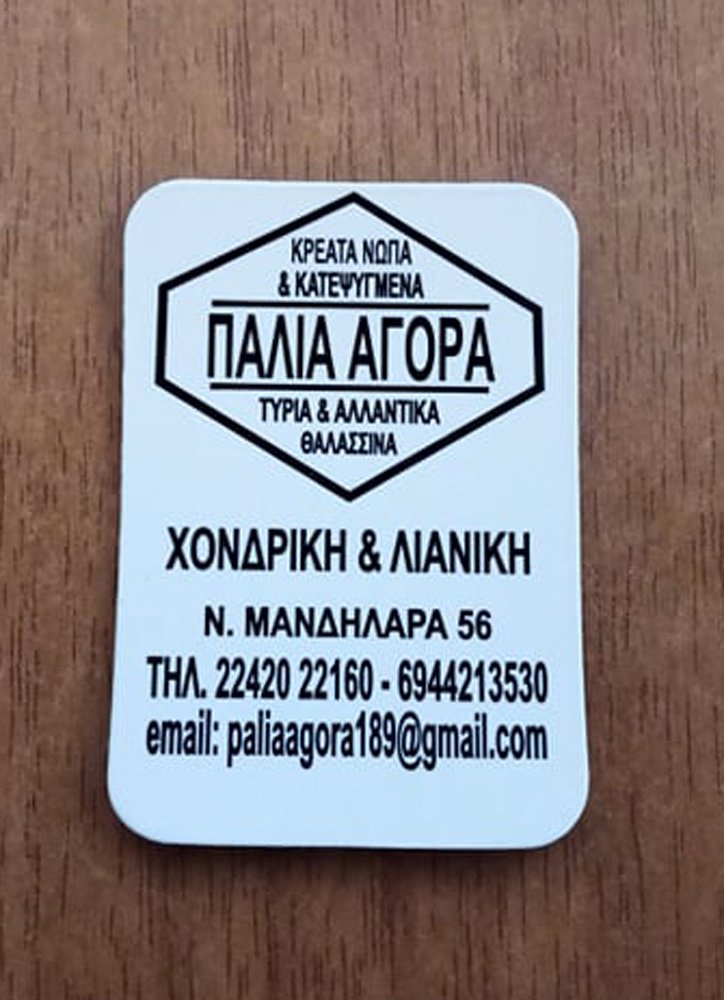 ΚΡΕΑΤΑ ΝΩΠΑ
& ΚΑΤΕΨΥΓΜΕΝΑ
ΠΑΛΙΑ ΑΓΟΡΑ
ΤΥΡΙΑ & ΑΛΛΑΝΤΙΚΑ
ΘΑΛΑΣΣΙΝΑ
ΧΟΝΔΡΙΚΗ & ΛΙΑΝΙΚΗ
Ν. ΜΑΝΔΗΛΑΡΑ 56
ΤΗΛ. 22420 22160 - 6944213530
email: paliaagora189@gmail.com